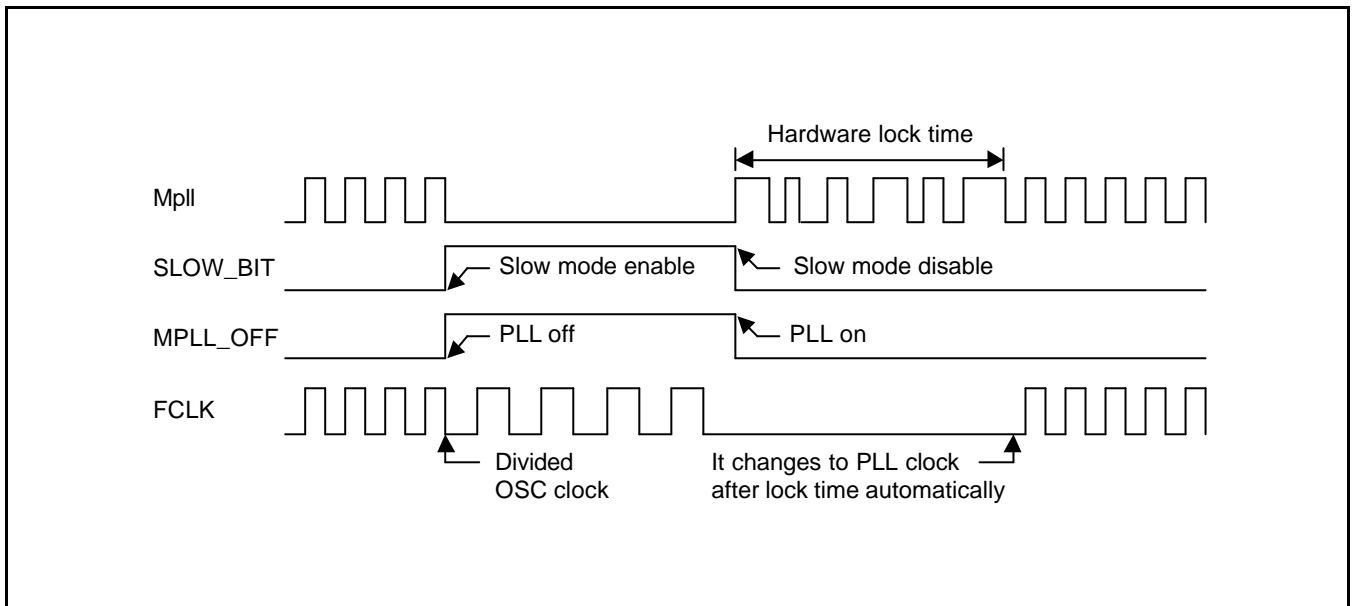 Hardware lock time
Mpll
SLOW_BIT
Slow mode enable
Slow mode disable
MPLL_OFF
PLL off
PLL on
FCLK
Divided
OSC clock
It changes to PLL clock
after lock time automatically